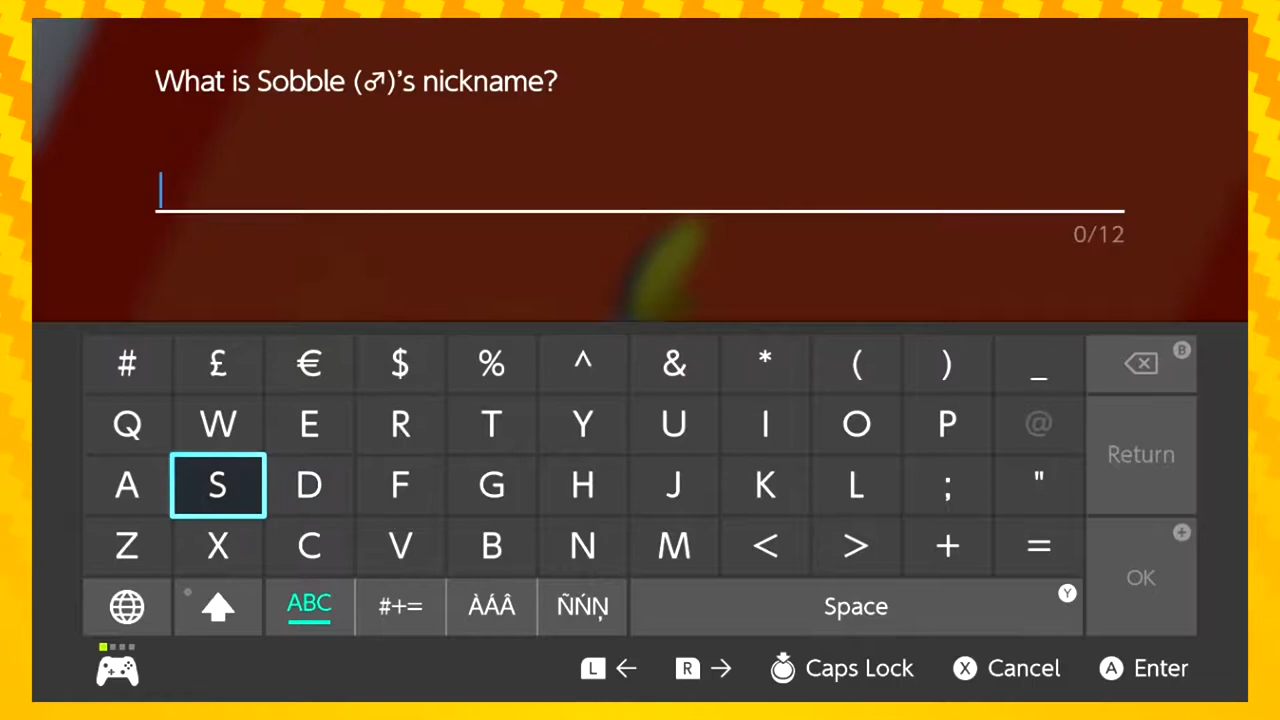 What is Sobble (♂)'s nickname?
0/12
# £ € $ % ^ & * ( ) _ B
Q W E R T Y U I O P @ Return
A S D F G H J K L ; "
Z X C V B N M < > + = + OK
ABC #+= ÀÁÂ ÑŃŅ Space Y
L ← R → Caps Lock X Cancel A Enter